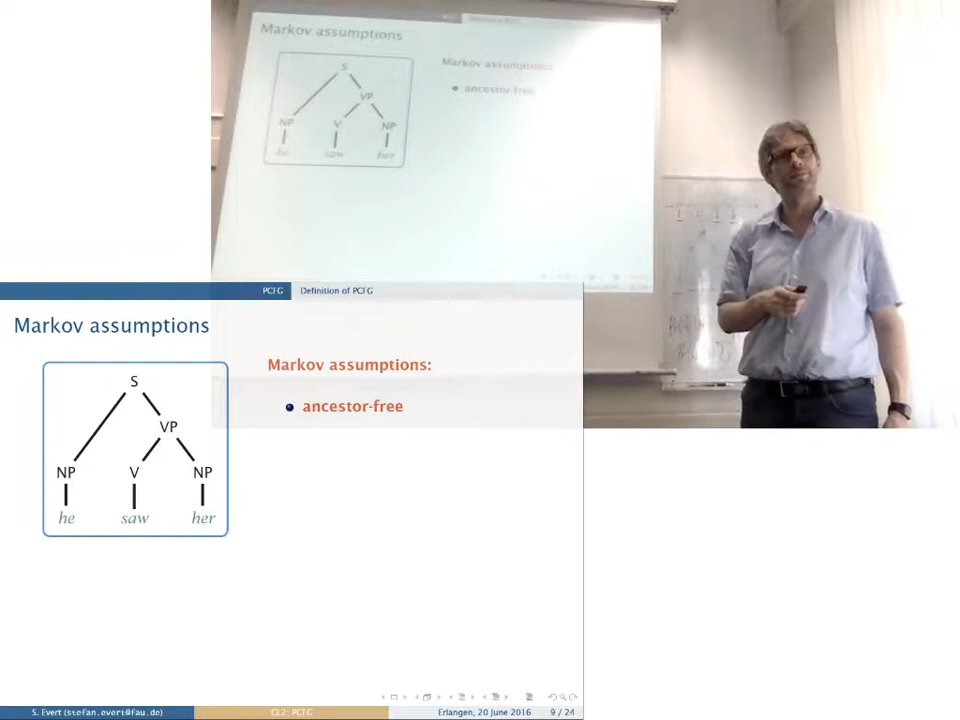 Markov assumptions
Markov assumptions:
ancestor-free
S
VP
NP V NP
he saw her
PCFG Definition of PCFG
Markov assumptions
Markov assumptions:
• ancestor-free
S
VP
NP V NP
he saw her
S. Evert (stefan.evert@fau.de) CL2: PCFG Erlangen, 20 June 2016 9 / 24